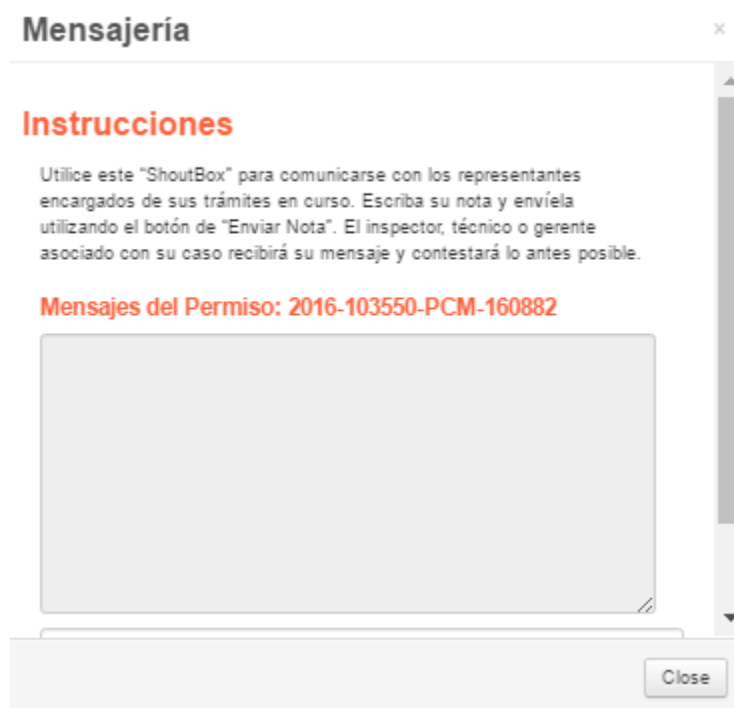 Mensajería
×
Instrucciones
Utilice este "ShoutBox" para comunicarse con los representantes
encargados de sus trámites en curso. Escriba su nota y envíela
utilizando el botón de "Enviar Nota". El inspector, técnico o gerente
asociado con su caso recibirá su mensaje y contestará lo antes posible.
Mensajes del Permiso: 2016-103550-PCM-160882
Close